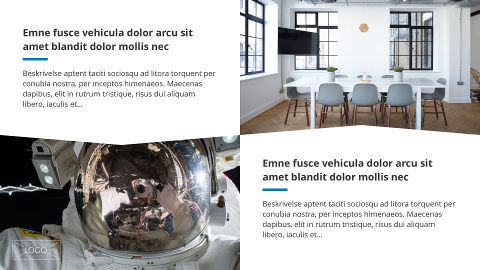 Emne fusce vehicula dolor arcu sit
amet blandit dolor mollis nec
Beskrivelse aptent taciti sociosqu ad litora torquent per
conubia nostra, per inceptos himenaeos. Maecenas
dapibus, elit in rutrum tristique, risus dui aliquam
libero, iaculis et...
Emne fusce vehicula dolor arcu sit
amet blandit dolor mollis nec
Beskrivelse aptent taciti sociosqu ad litora torquent per
conubia nostra, per inceptos himenaeos. Maecenas
dapibus, elit in rutrum tristique, risus dui aliquam
libero, iaculis et...
LOGO